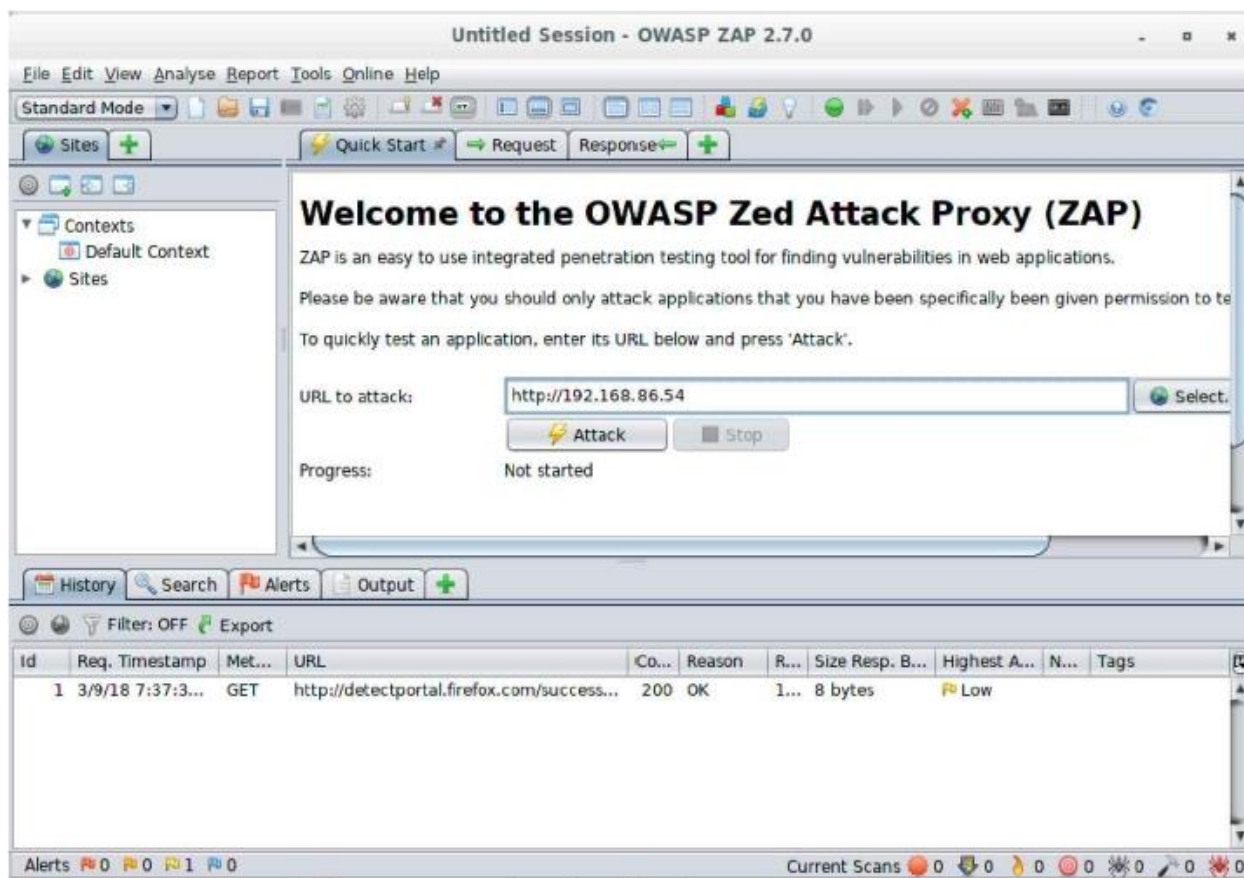 Untitled Session - OWASP ZAP 2.7.0
File Edit View Analyse Report Tools Online Help
Standard Mode
Sites
Quick Start
Request
Response
Contexts
Default Context
Sites
Welcome to the OWASP Zed Attack Proxy (ZAP)
ZAP is an easy to use integrated penetration testing tool for finding vulnerabilities in web applications.
Please be aware that you should only attack applications that you have been specifically been given permission to te
To quickly test an application, enter its URL below and press 'Attack'.
URL to attack: http://192.168.86.54 Select.
Attack Stop
Progress: Not started
History Search Alerts Output
Filter: OFF Export
Id Req. Timestamp Met... URL Co... Reason R... Size Resp. B... Highest A... N... Tags
1 3/9/18 7:37:3... GET http://detectportal.firefox.com/success... 200 OK 1... 8 bytes Low
Alerts 0 0 1 0 Current Scans 0 0 0 0 0 0 0